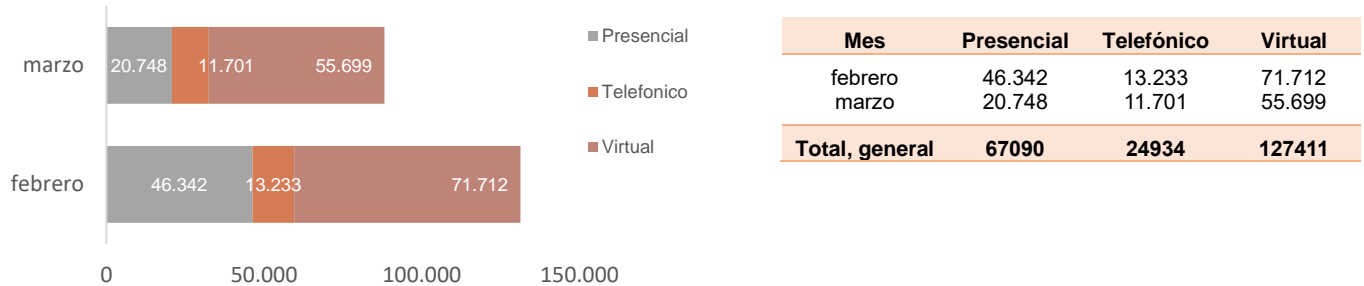 marzo
20.748 11.701 55.699
febrero
46.342 13.233 71.712
0 50.000 100.000 150.000
Presencial
Telefonico
Virtual
Mes Presencial Telefónico Virtual
febrero 46.342 13.233 71.712
marzo 20.748 11.701 55.699
Total, general 67090 24934 127411